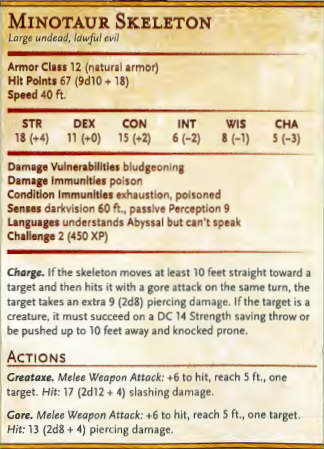 MINOTAUR SKELETON
Large undead, lawful evil
Armor Class 12 (natural armor)
Hit Points 67 (9d10 + 18)
Speed 40 ft.
STR DEX CON INT WIS CHA
18 (+4) 11 (+0) 15 (+2) 6 (−2) 8 (−1) 5 (−3)
Damage Vulnerabilities bludgeoning
Damage Immunities poison
Condition Immunities exhaustion, poisoned
Senses darkvision 60 ft., passive Perception 9
Languages understands Abyssal but can't speak
Challenge 2 (450 XP)
Charge. If the skeleton moves at least 10 feet straight toward a
target and then hits it with a gore attack on the same turn, the
target takes an extra 9 (2d8) piercing damage. If the target is a
creature, it must succeed on a DC 14 Strength saving throw or
be pushed up to 10 feet away and knocked prone.
ACTIONS
Greataxe. Melee Weapon Attack: +6 to hit, reach 5 ft., one
target. Hit: 17 (2d12 + 4) slashing damage.
Gore. Melee Weapon Attack: +6 to hit, reach 5 ft., one target.
Hit: 13 (2d8 + 4) piercing damage.